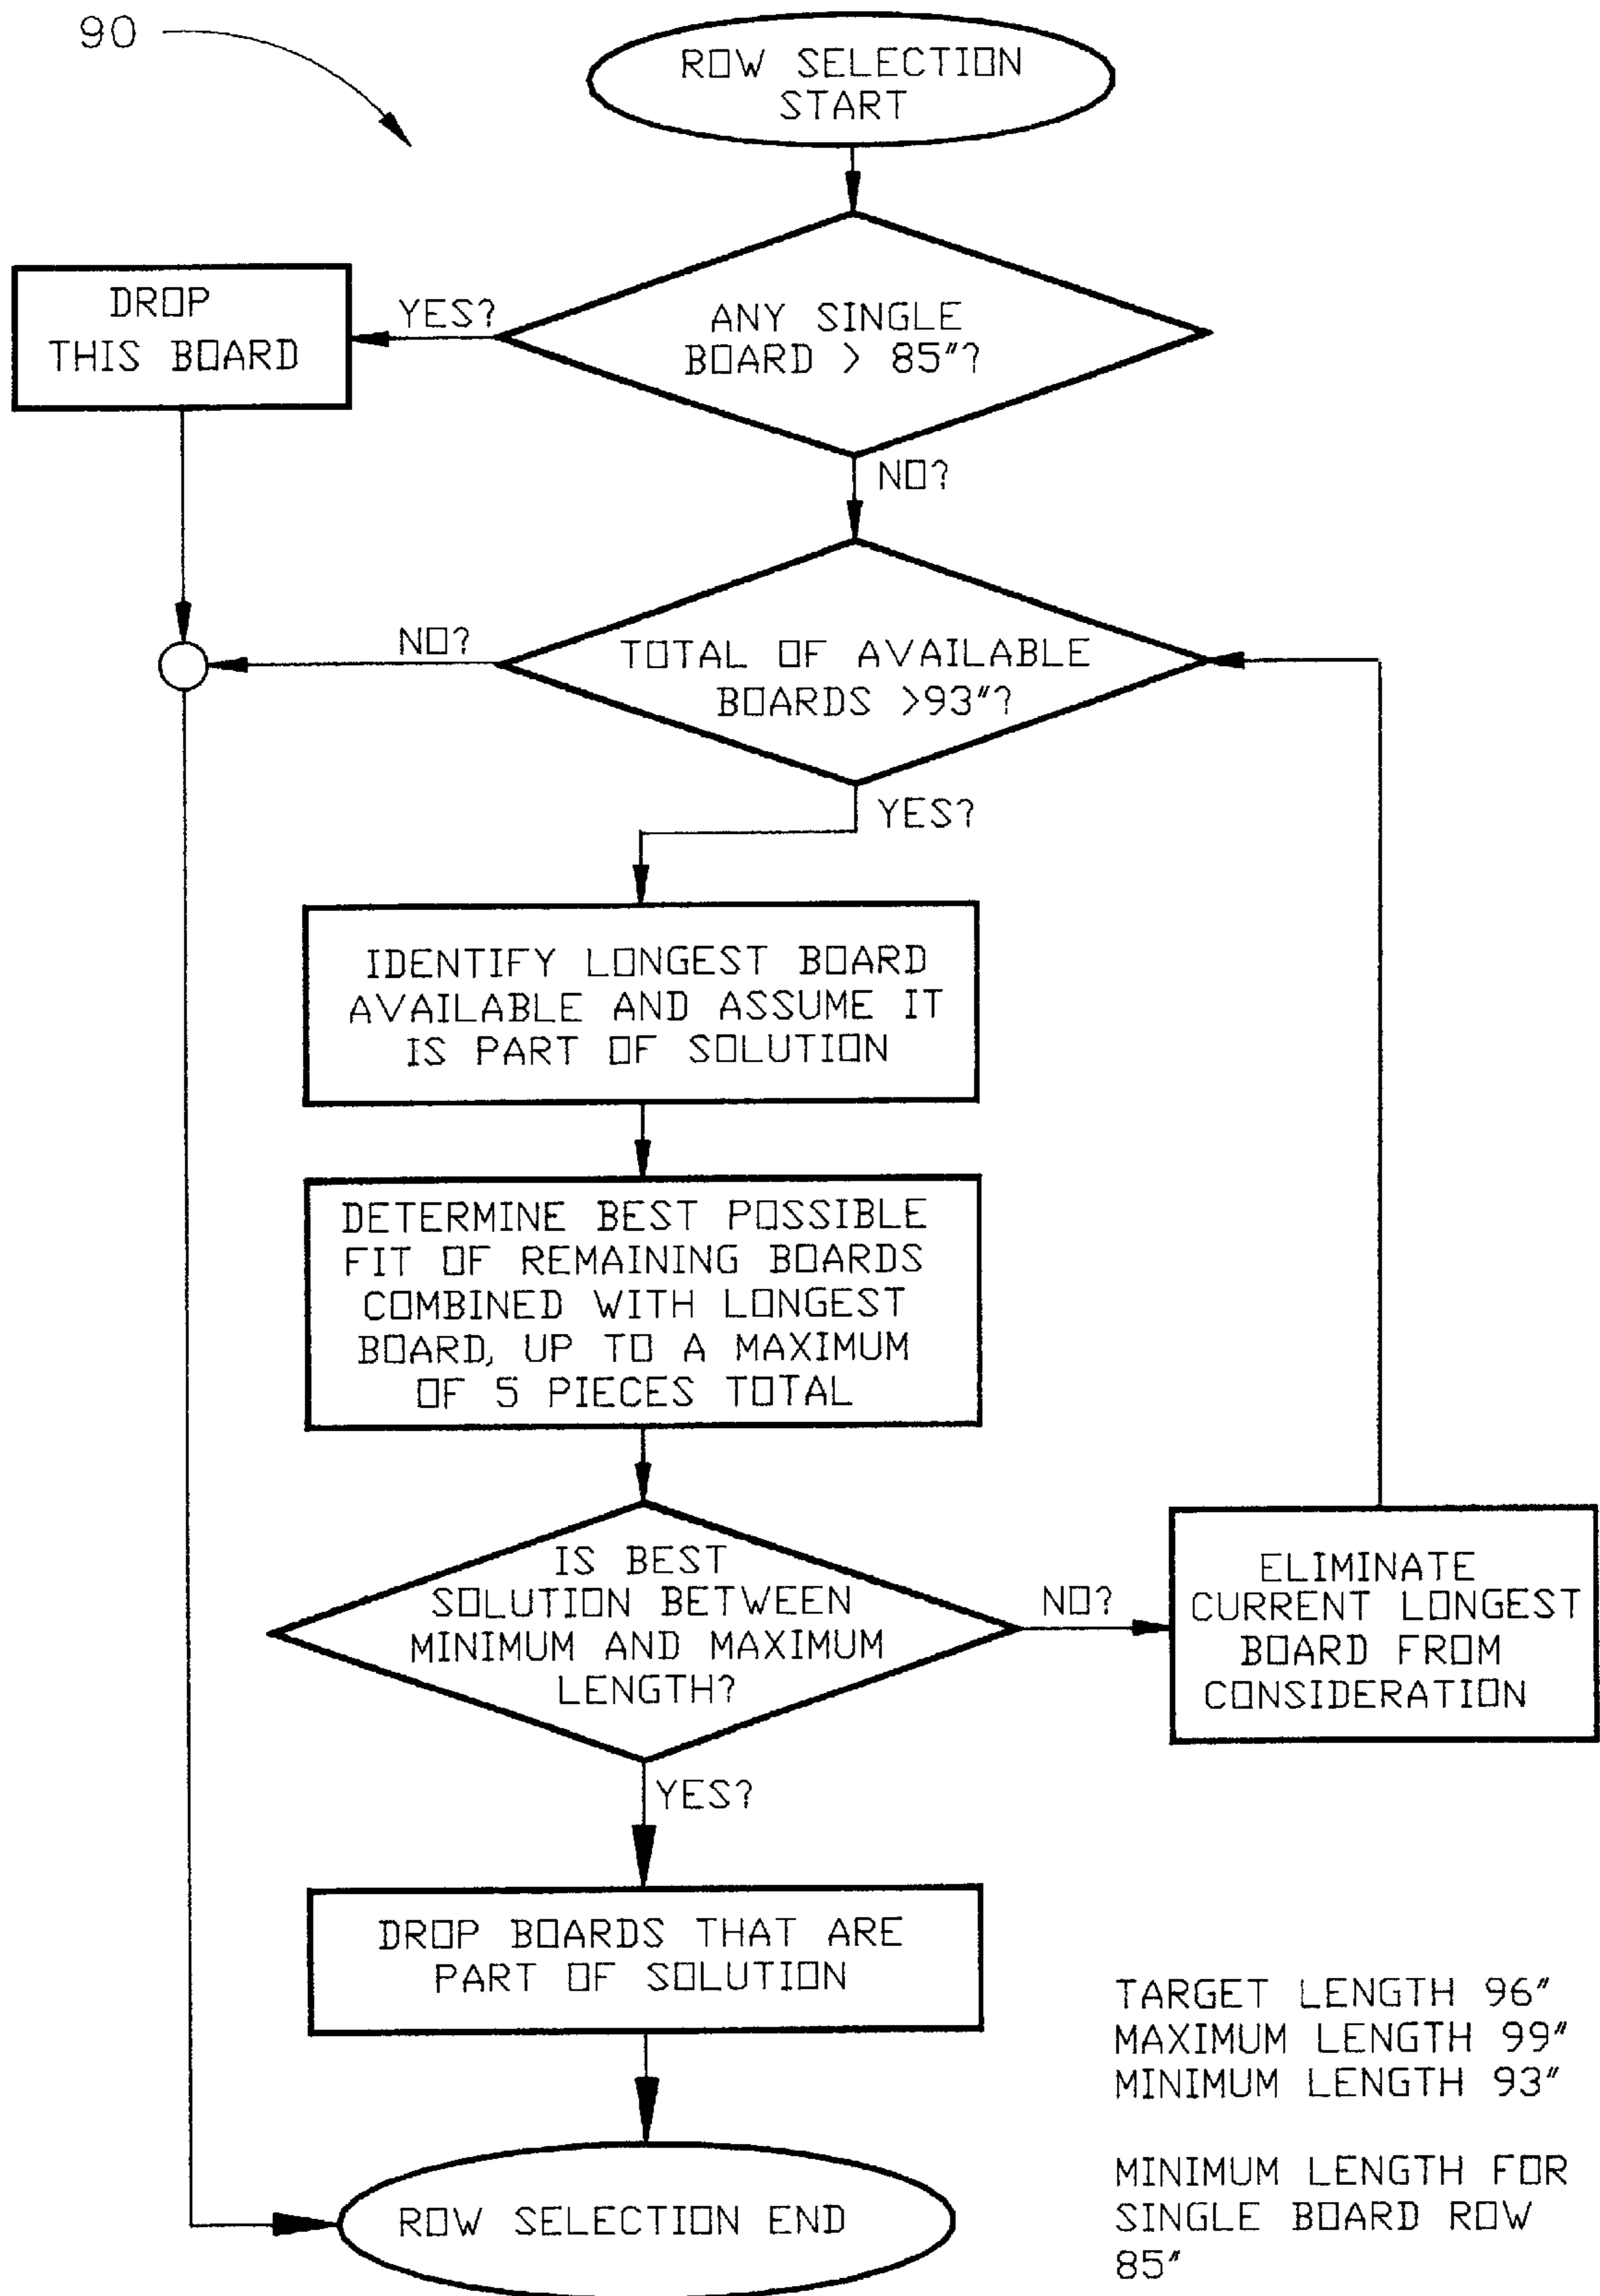 90
ROW SELECTION
START
ANY SINGLE
BOARD > 85"?
YES?
DROP
THIS BOARD
NO?
TOTAL OF AVAILABLE
BOARDS >93"?
NO?
YES?
IDENTIFY LONGEST BOARD
AVAILABLE AND ASSUME IT
IS PART OF SOLUTION
DETERMINE BEST POSSIBLE
FIT OF REMAINING BOARDS
COMBINED WITH LONGEST
BOARD, UP TO A MAXIMUM
OF 5 PIECES TOTAL
IS BEST
SOLUTION BETWEEN
MINIMUM AND MAXIMUM
LENGTH?
NO?
ELIMINATE
CURRENT LONGEST
BOARD FROM
CONSIDERATION
YES?
DROP BOARDS THAT ARE
PART OF SOLUTION
ROW SELECTION END
TARGET LENGTH 96"
MAXIMUM LENGTH 99"
MINIMUM LENGTH 93"
MINIMUM LENGTH FOR
SINGLE BOARD ROW
85"